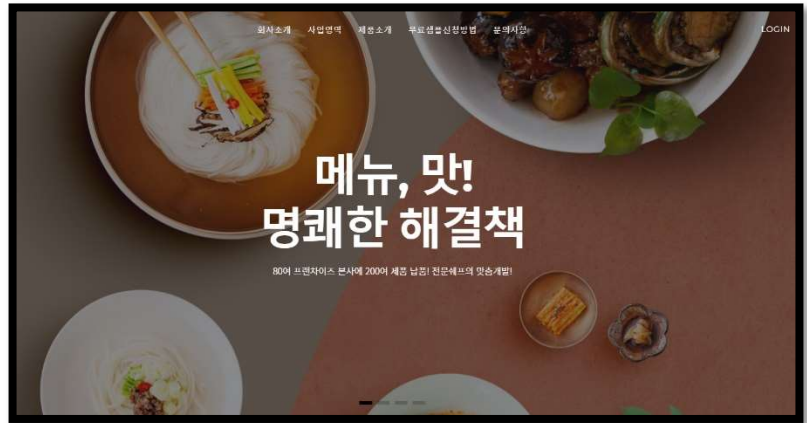 회사소개 사업영역 제품소개 무료샘플신청방법 문의사항 LOGIN
메뉴, 맛!
명쾌한 해결책
80여 프랜차이즈 본사에 200여 제품 납품! 전문쉐프의 맛춤개발!